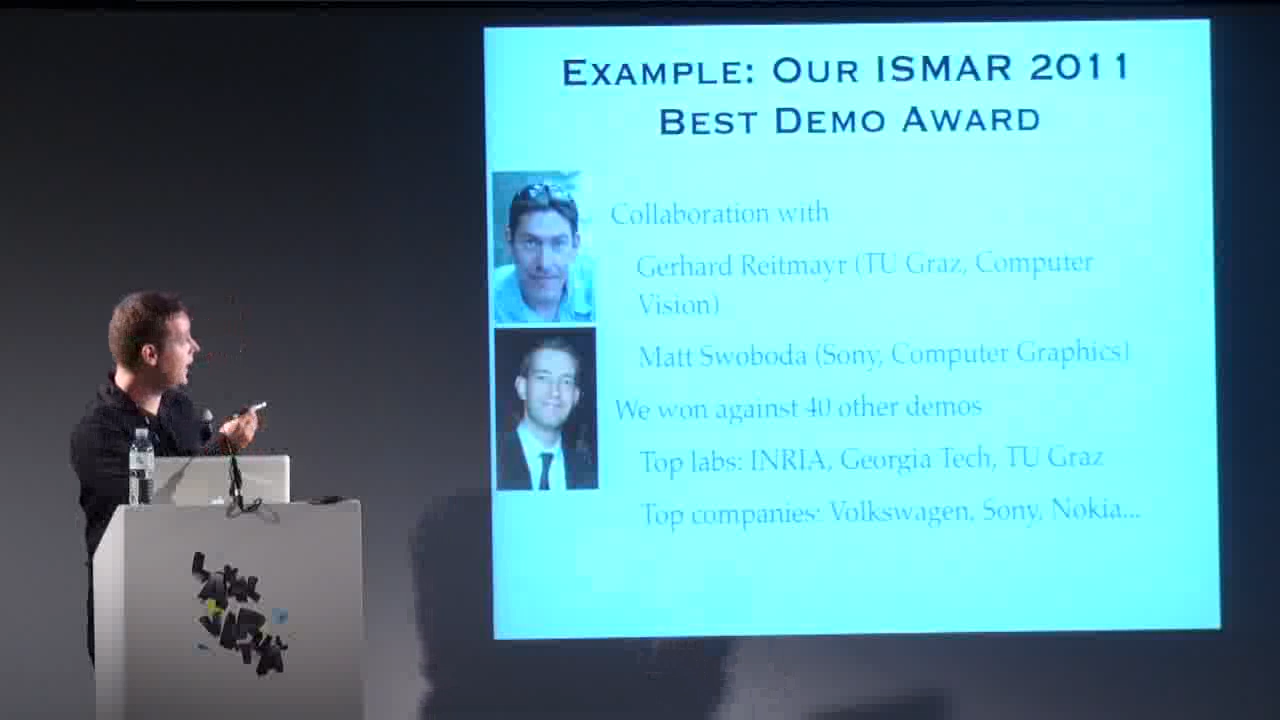 EXAMPLE: OUR ISMAR 2011
BEST DEMO AWARD
Collaboration with
Gerhard Reitmayr (TU Graz, Computer
Vision)
Matt Swoboda (Sony, Computer Graphics)
We won against 40 other demos
Top labs: INRIA, Georgia Tech, TU Graz
Top companies: Volkswagen, Sony, Nokia...